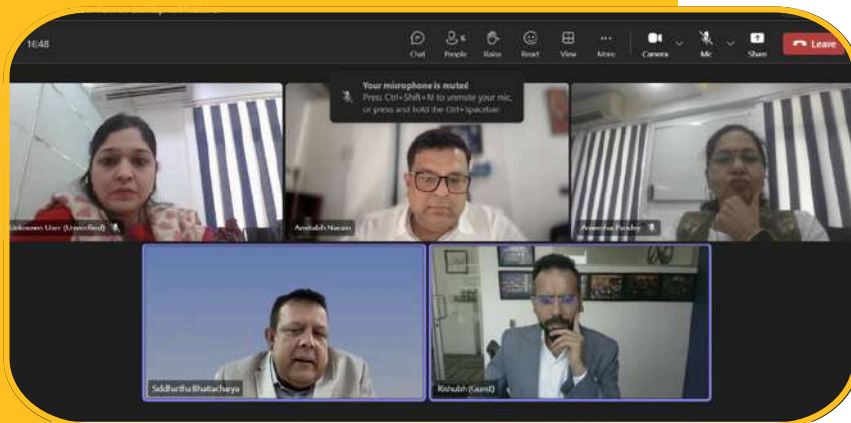 16:48
Chat
People
5
Raise
React
View
More
Camera
Mic
Share
Leave
Your microphone is muted
Press Ctrl+Shift+M to unmute your mic,
or press and hold the Ctrl+Spacebar.
Unknown User (Unverified)
Amitabh Narain
Pandey
Siddhartha Bhattacharya
Rishubh (Guest)